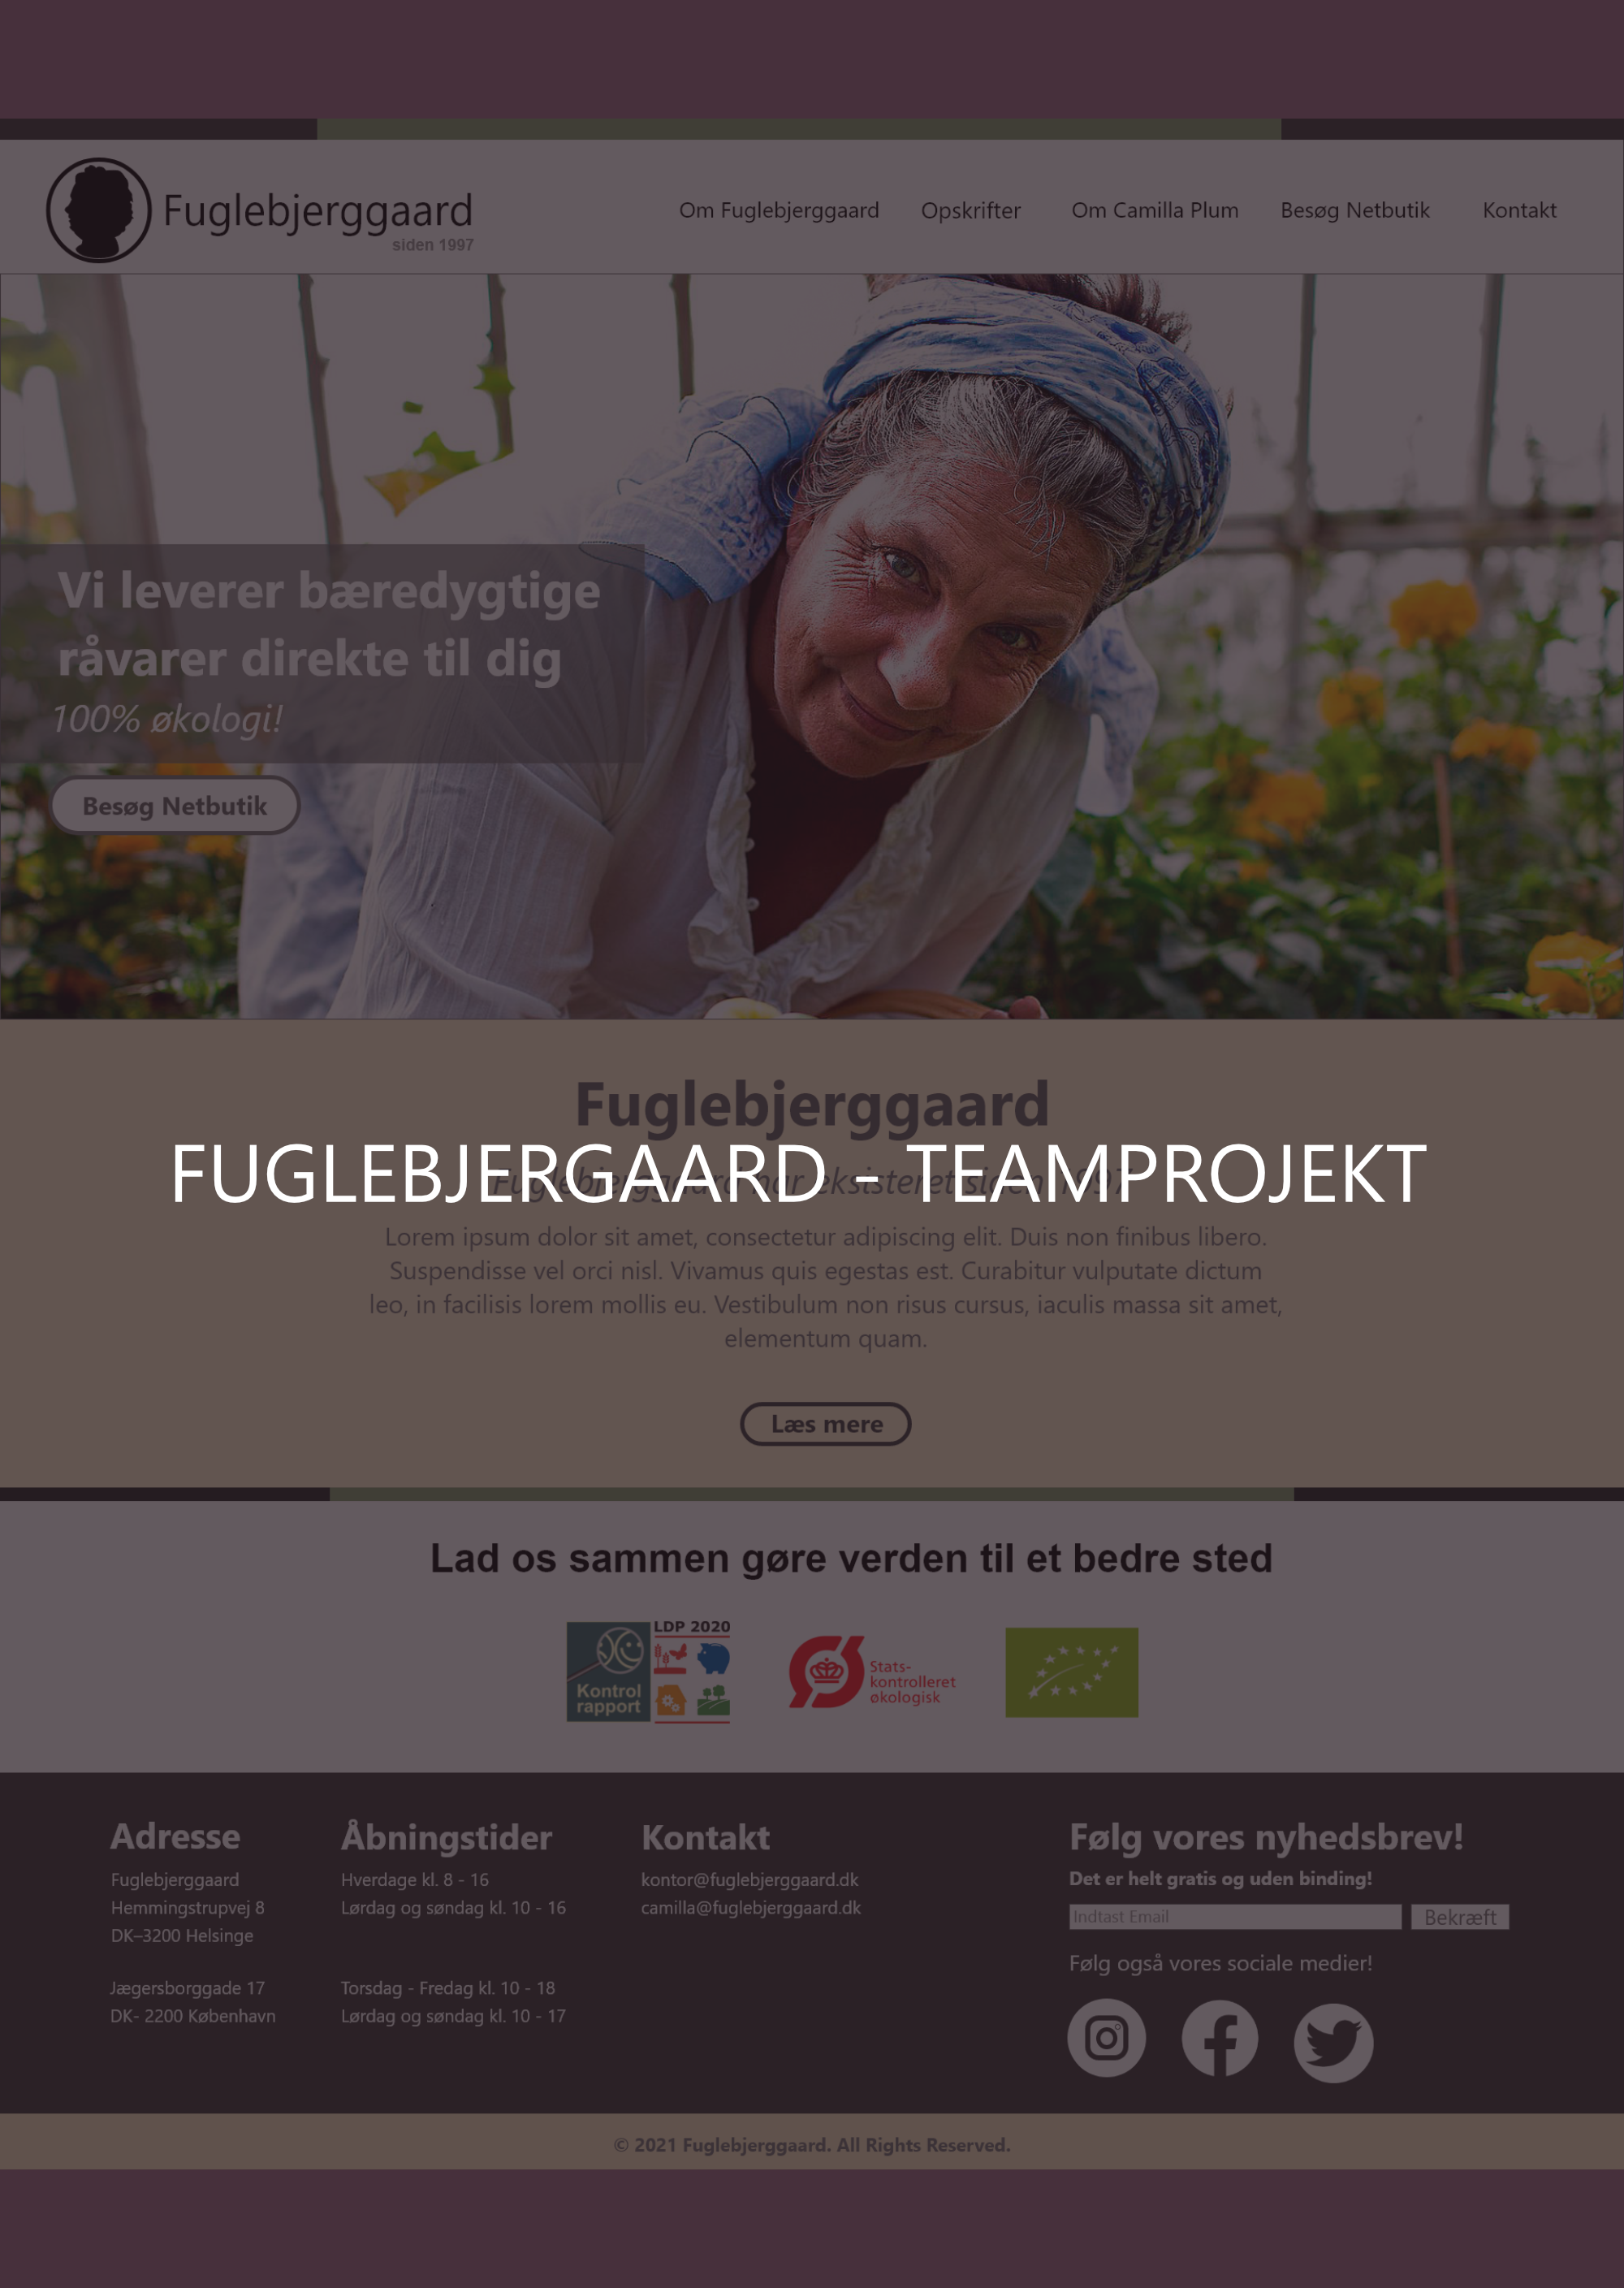 Fuglebjerggaard
siden 1997
Om Fuglebjerggaard
Opskrifter
Om Camilla Plum
Besøg Netbutik
Kontakt
Vi leverer bæredygtige
råvarer direkte til dig
100% økologi!
Besøg Netbutik
Fuglebjerggaard
FUGLEBJERGAARD - TEAMPROJEKT
Fuglebjerggaard har eksisteret siden 1997
Lorem ipsum dolor sit amet, consectetur adipiscing elit. Duis non finibus libero.
Suspendisse vel orci nisl. Vivamus quis egestas est. Curabitur vulputate dictum
leo, in facilisis lorem mollis eu. Vestibulum non risus cursus, iaculis massa sit amet,
elementum quam.
Læs mere
Lad os sammen gøre verden til et bedre sted
Kontrol
rapport
LDP 2020
Stats-
kontrolleret
økologisk
Adresse
Fuglebjerggaard
Hemmingstrupvej 8
DK–3200 Helsinge
Jægersborggade 17
DK- 2200 København
Åbningstider
Hverdage kl. 8 - 16
Lørdag og søndag kl. 10 - 16
Torsdag - Fredag kl. 10 - 18
Lørdag og søndag kl. 10 - 17
Kontakt
kontor@fuglebjerggaard.dk
camilla@fuglebjerggaard.dk
Følg vores nyhedsbrev!
Det er helt gratis og uden binding!
Indtast Email
Bekræft
Følg også vores sociale medier!
© 2021 Fuglebjerggaard. All Rights Reserved.